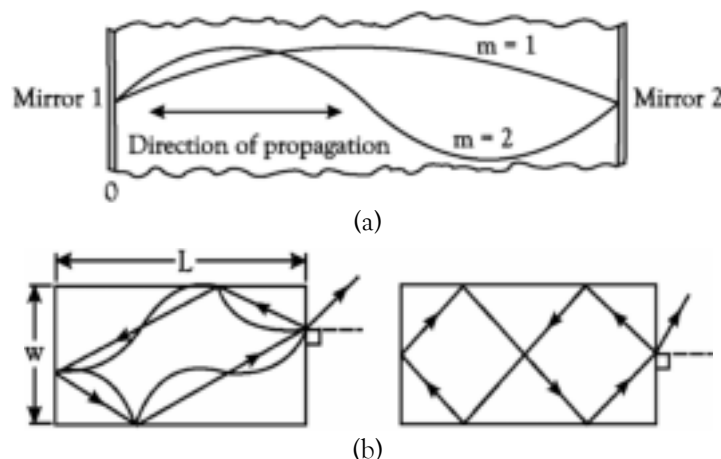 m = 1
Mirror 1
Mirror 2
Direction of propagation
m = 2
0
(a)
L
w
(b)